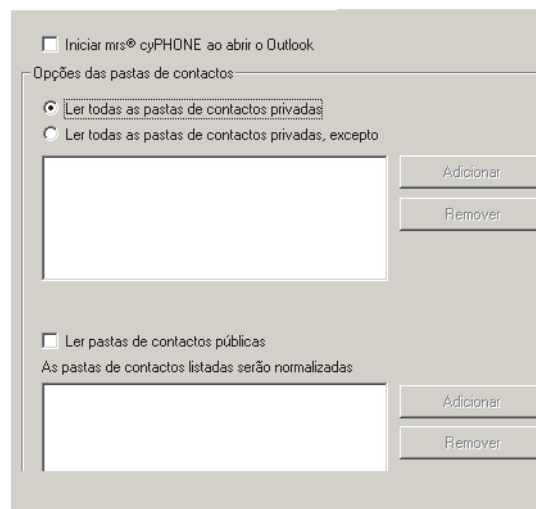 Iniciar mrs® cyPHONE ao abrir o Outlook
Opções das pastas de contactos
Ler todas as pastas de contactos privadas
Ler todas as pastas de contactos privadas, excepto
Adicionar
Remover
Ler pastas de contactos públicas
As pastas de contactos listadas serão normalizadas
Adicionar
Remover